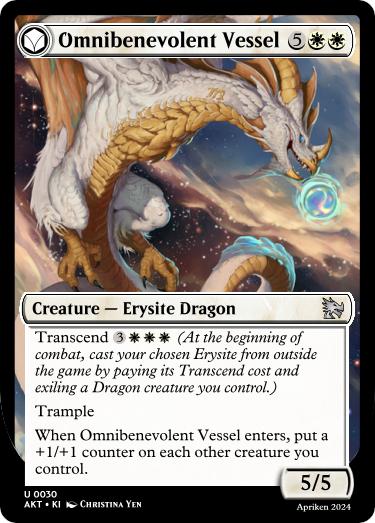 Omnibenevolent Vessel 5
Creature — Erysite Dragon
Transcend 3 (At the beginning of
combat, cast your chosen Erysite from outside
the game by paying its Transcend cost and
exiling a Dragon creature you control.)
Trample
When Omnibenevolent Vessel enters, put a
+1/+1 counter on each other creature you
control.
5/5
U 0030
AKT • KI Christina Yen
Apriken 2024